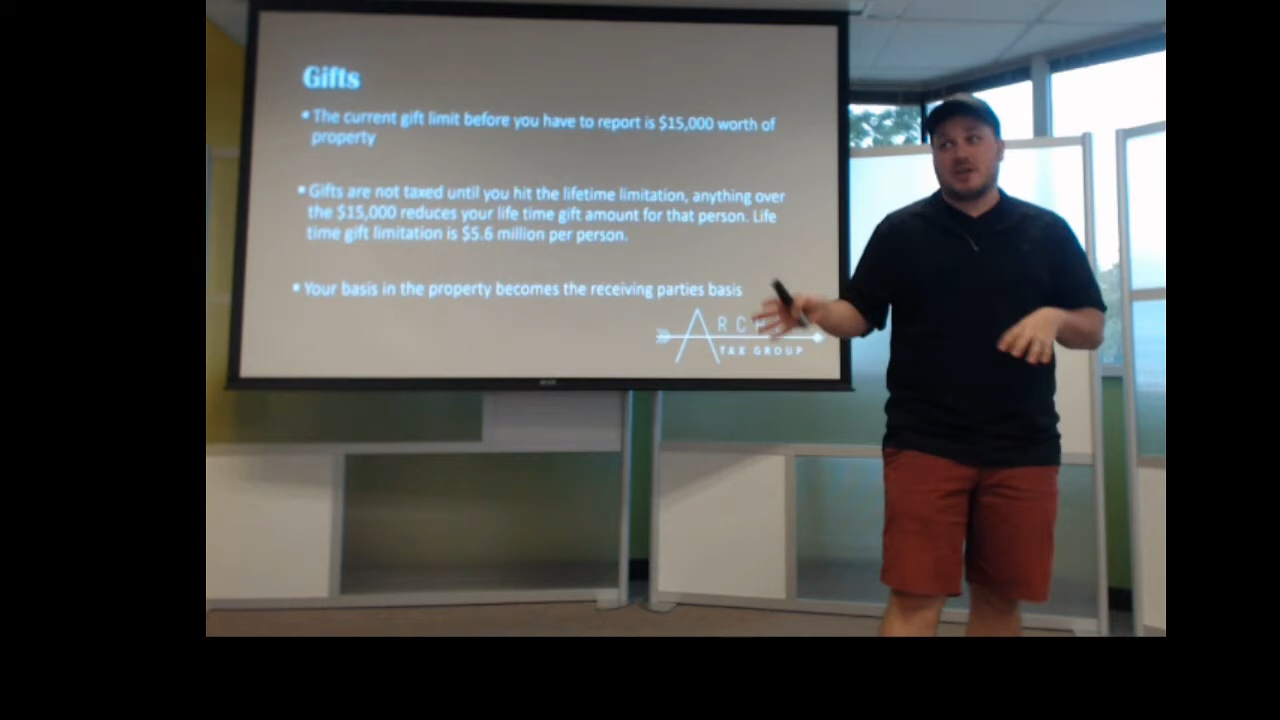 Gifts
▪ The current gift limit before you have to report is $15,000 worth of
property
▪ Gifts are not taxed until you hit the lifetime limitation, anything over
the $15,000 reduces your life time gift amount for that person. Life
time gift limitation is $5.6 million per person.
▪ Your basis in the property becomes the receiving parties basis
TAX GROUP